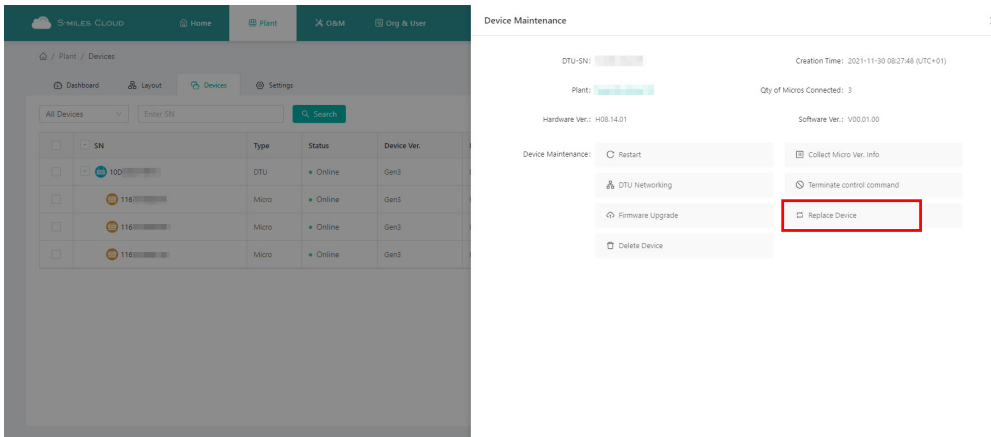 S-MILES CLOUD
Home
Plant
O&M
Org & User
/ Plant / Devices
Dashboard
Layout
Devices
Settings
All Devices
Enter SN
Search
SN Type Status Device Ver.
10D DTU Online Gen3
116 Micro Online Gen3
116 Micro Online Gen3
116 Micro Online Gen3
Device Maintenance
DTU-SN:
Creation Time: 2021-11-30 08:27:48 (UTC+01)
Plant:
Qty of Micros Connected: 3
Hardware Ver.: H08.14.01
Software Ver.: V00.01.00
Device Maintenance:
Restart
Collect Micro Ver. Info
DTU Networking
Terminate control command
Firmware Upgrade
Replace Device
Delete Device